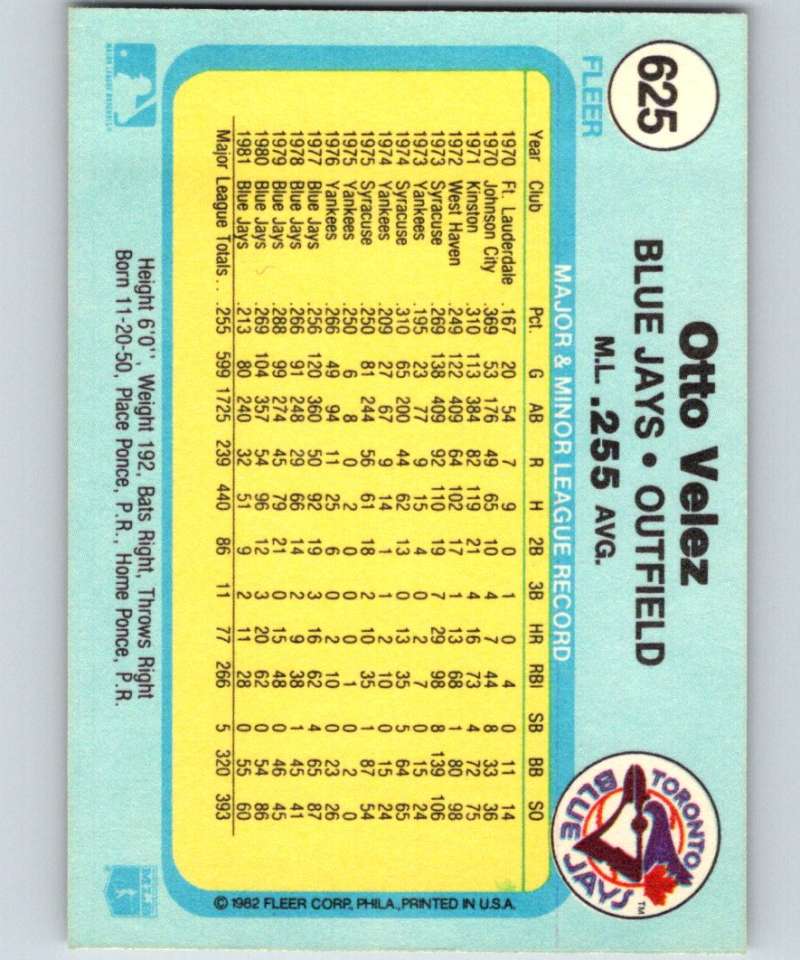 625
FLEER
Otto Velez
BLUE JAYS • OUTFIELD
M.L. .255 AVG.
TORONTO
BLUE JAYS
TM
MAJOR & MINOR LEAGUE RECORD
Year Club Pct. G AB R H 2B 3B HR RBI SB BB SO
1970 Ft. Lauderdale .167 20 54 7 9 0 1 0 4 0 11 14
1970 Johnson City .369 53 176 49 65 10 4 7 44 8 33 36
1971 Kinston .310 113 384 82 119 21 4 16 73 4 72 75
1972 West Haven .249 122 409 64 102 17 1 13 68 1 80 98
1973 Syracuse .269 138 409 92 110 19 7 29 98 8 139 106
1973 Yankees .195 23 77 9 15 4 0 2 7 0 15 24
1974 Syracuse .310 65 200 44 62 13 0 13 35 5 64 65
1974 Yankees .209 27 67 9 14 1 1 2 10 0 15 24
1975 Syracuse .250 81 244 56 61 18 2 10 35 1 87 54
1975 Yankees .250 6 8 0 2 0 0 0 1 0 2 0
1976 Yankees .266 49 94 11 25 6 0 2 10 0 23 26
1977 Blue Jays .256 120 360 50 92 19 3 16 62 4 65 87
1978 Blue Jays .266 91 248 29 66 14 2 9 38 1 45 41
1979 Blue Jays .288 99 274 45 79 21 0 15 48 0 46 45
1980 Blue Jays .269 104 357 54 96 12 3 20 62 0 54 86
1981 Blue Jays .213 80 240 32 51 9 2 11 28 0 55 60
Major League Totals . . .255 599 1725 239 440 86 11 77 266 5 320 393
© 1982 FLEER CORP., PHILA., PRINTED IN U.S.A.
Height 6'0", Weight 192, Bats Right, Throws Right
Born 11-20-50, Place Ponce, P.R., Home Ponce, P.R.
MAJOR LEAGUE BASEBALL